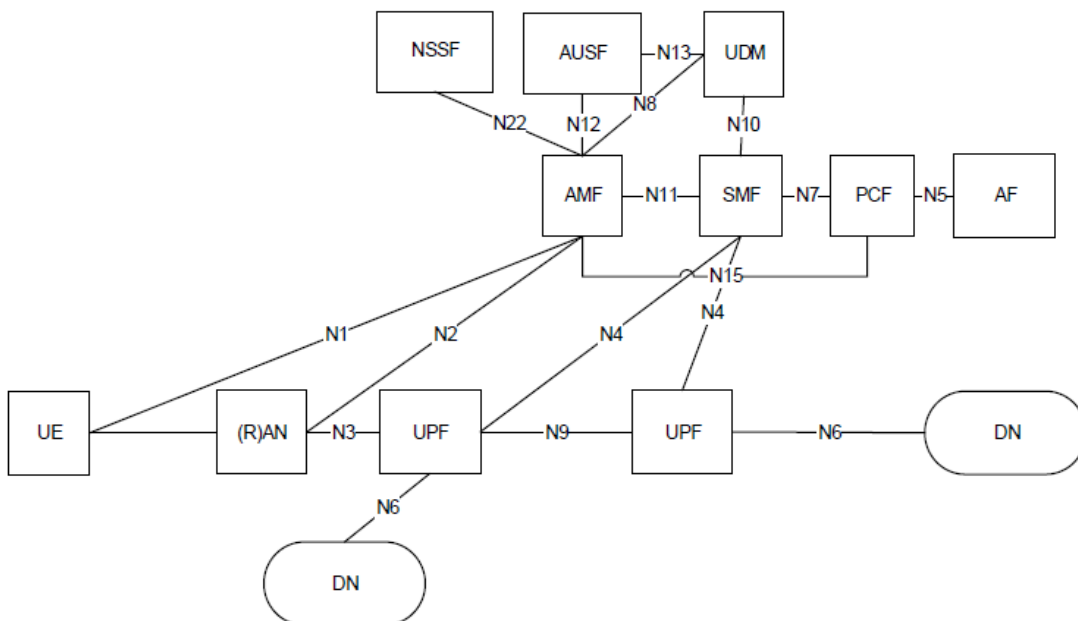 NSSF
AUSF
N13
UDM
N8
N22
N12
N10
AMF
N11
SMF
N7
PCF
N5
AF
N15
N4
N1
N2
N4
UE
(R)AN
N3
UPF
N9
UPF
N6
DN
N6
DN